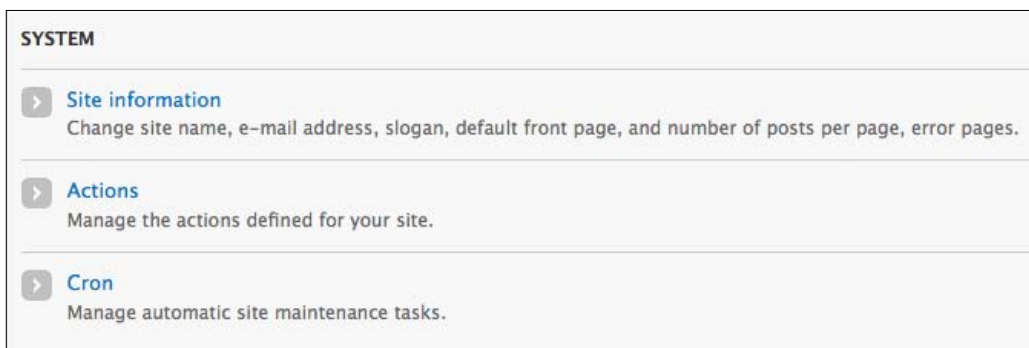 SYSTEM
Site information
Change site name, e-mail address, slogan, default front page, and number of posts per page, error pages.
Actions
Manage the actions defined for your site.
Cron
Manage automatic site maintenance tasks.